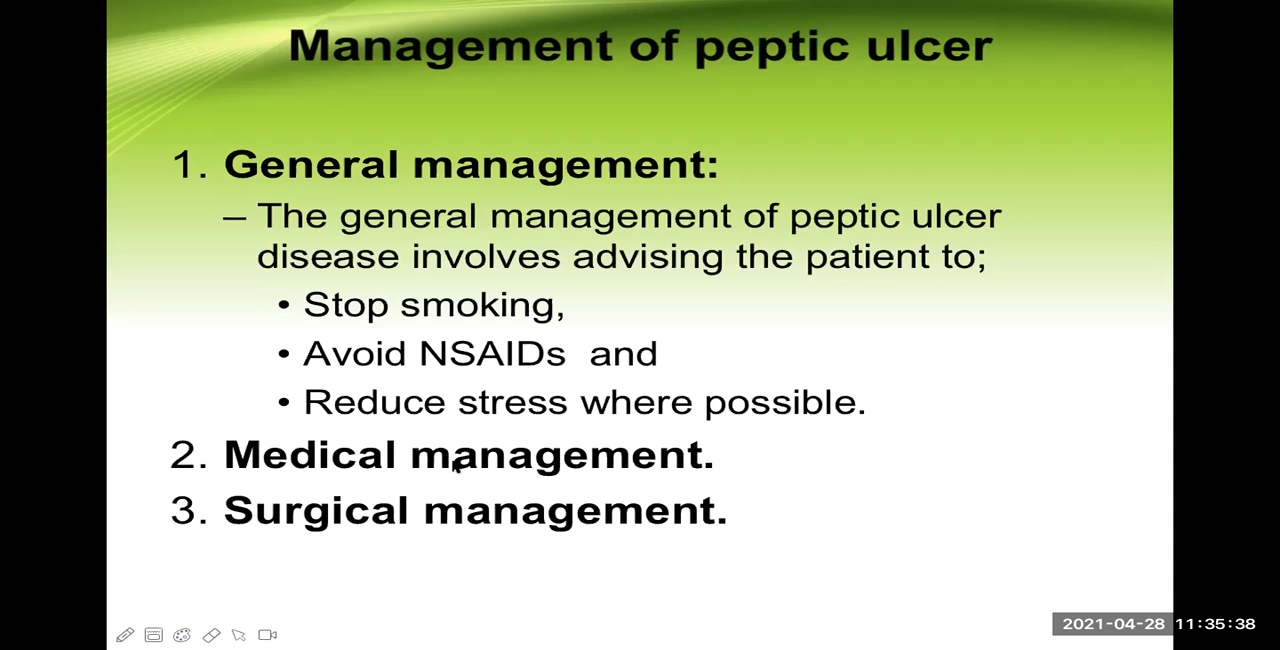 Management of peptic ulcer
1. General management:
– The general management of peptic ulcer
disease involves advising the patient to;
• Stop smoking,
• Avoid NSAIDs  and
• Reduce stress where possible.
2. Medical management.
3. Surgical management.
2021-04-28 11:35:38